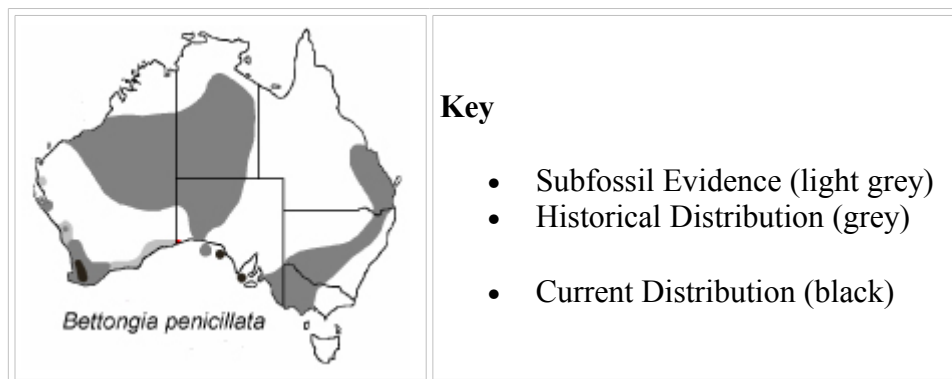 Key
• Subfossil Evidence (light grey)
• Historical Distribution (grey)
• Current Distribution (black)
Bettongia penicillata